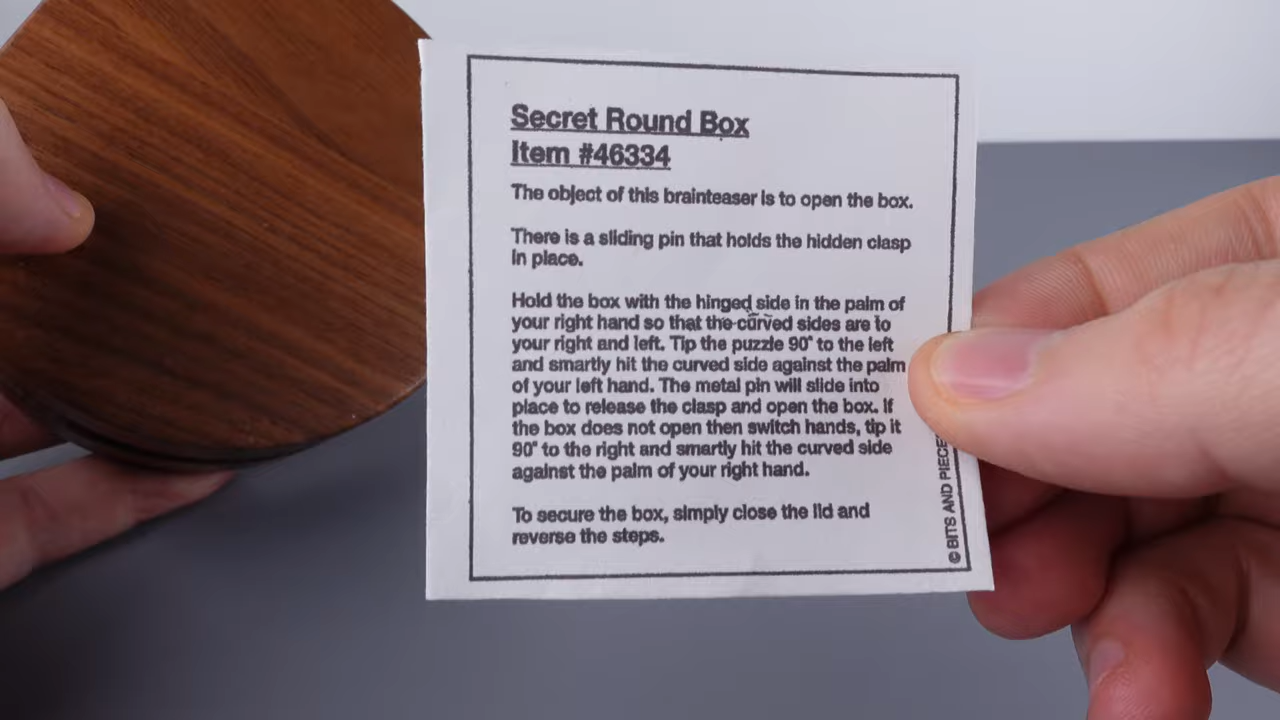 Secret Round Box
Item #46334
The object of this brainteaser is to open the box.
There is a sliding pin that holds the hidden clasp
in place.
Hold the box with the hinged side in the palm of
your right hand so that the curved sides are to
your right and left. Tip the puzzle 90° to the left
and smartly hit the curved side against the palm
of your left hand. The metal pin will slide into
place to release the clasp and open the box. If
the box does not open then switch hands, tip it
90° to the right and smartly hit the curved side
against the palm of your right hand.
To secure the box, simply close the lid and
reverse the steps.
© BITS AND PIECE